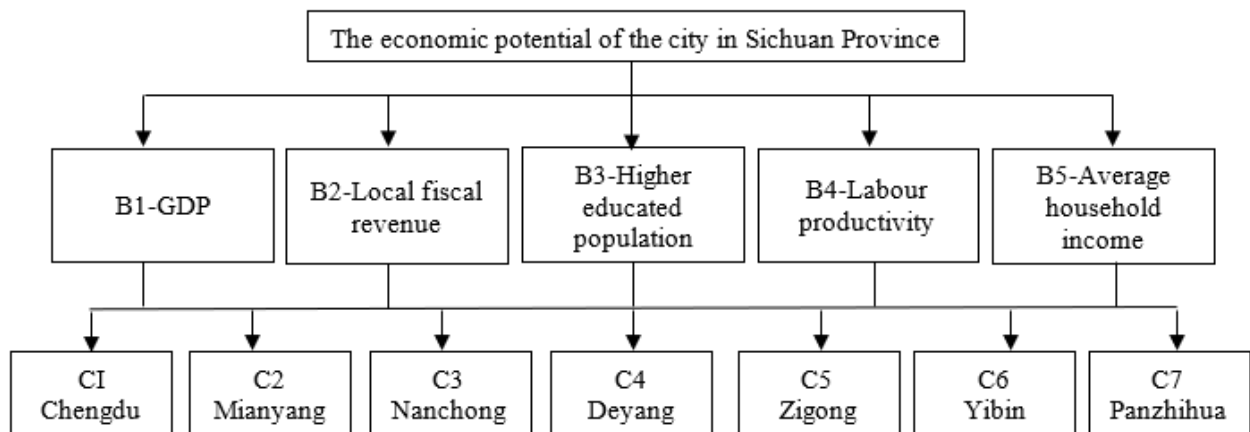 The economic potential of the city in Sichuan Province
B1-GDP
B2-Local fiscal
revenue
B3-Higher
educated
population
B4-Labour
productivity
B5-Average
household
income
CI
Chengdu
C2
Mianyang
C3
Nanchong
C4
Deyang
C5
Zigong
C6
Yibin
C7
Panzhihua